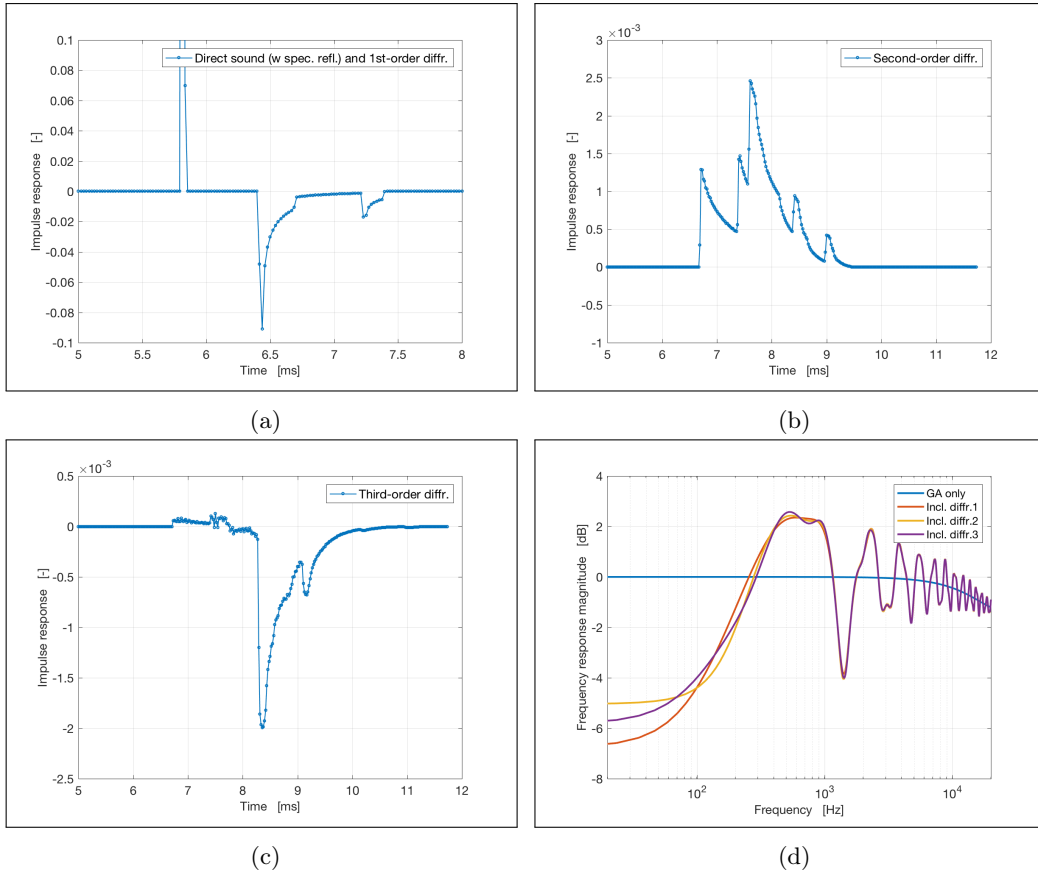 0.1
0.08
0.06
0.04
0.02
0
-0.02
-0.04
-0.06
-0.08
-0.1
Impulse response [-]
Direct sound (w spec. refl.) and 1st-order diffr.
5 5.5 6 6.5 7 7.5 8
Time [ms]
(a)
×10⁻³
3
2.5
2
1.5
1
0.5
0
-0.5
-1
Impulse response [-]
Second-order diffr.
5 6 7 8 9 10 11 12
Time [ms]
(b)
×10⁻³
0.5
0
-0.5
-1
-1.5
-2
-2.5
Impulse response [-]
Third-order diffr.
5 6 7 8 9 10 11 12
Time [ms]
(c)
4
2
0
-2
-4
-6
-8
Frequency response magnitude [dB]
GA only
Incl. diffr.1
Incl. diffr.2
Incl. diffr.3
10² 10³ 10⁴
Frequency [Hz]
(d)